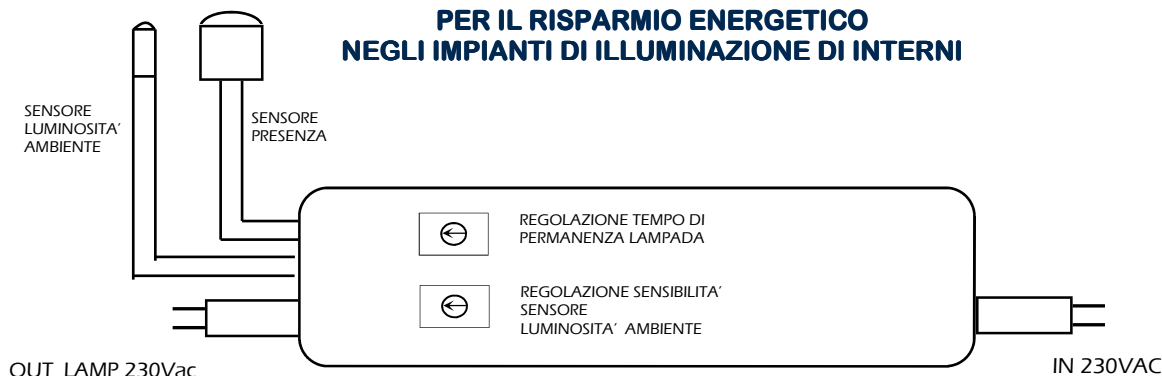 PER IL RISPARMIO ENERGETICO
NEGLI IMPIANTI DI ILLUMINAZIONE DI INTERNI
SENSORE
LUMINOSITA´
AMBIENTE
SENSORE
PRESENZA
REGOLAZIONE TEMPO DI
PERMANENZA LAMPADA
REGOLAZIONE SENSIBILITA´
SENSORE
LUMINOSITA´ AMBIENTE
OUT LAMP 230Vac
IN 230VAC